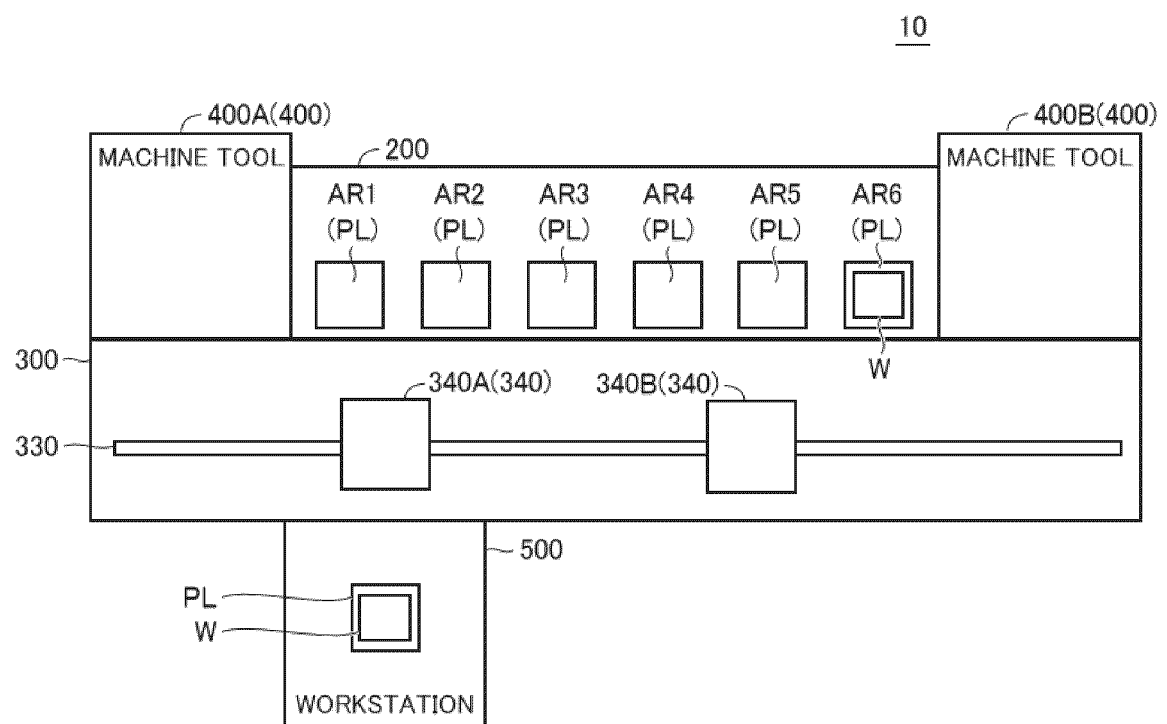 10
400A(400)
400B(400)
MACHINE TOOL
200
MACHINE TOOL
AR1 AR2 AR3 AR4 AR5 AR6
(PL) (PL) (PL) (PL) (PL) (PL)
300
W
340A(340) 340B(340)
330
500
PL
W
WORKSTATION